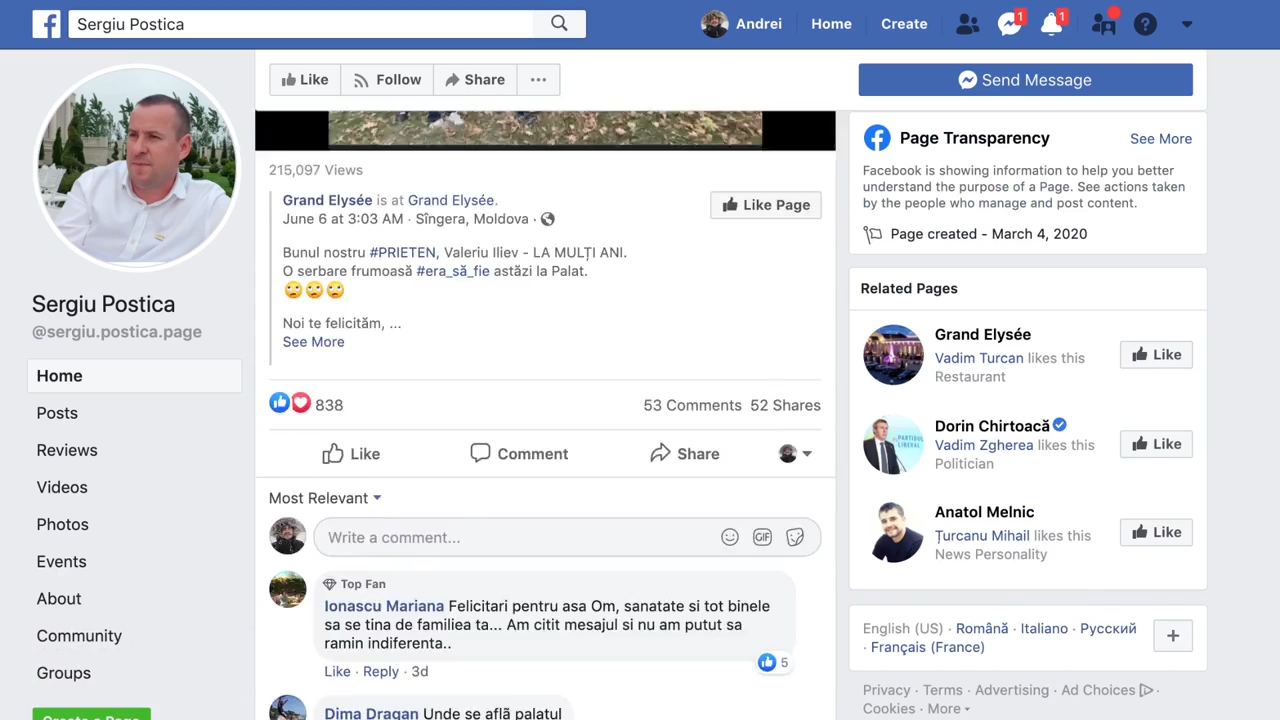 Sergiu Postica
Andrei
Home
Create
1
1
Like
Follow
Share
Send Message
Sergiu Postica
@sergiu.postica.page
Home
Posts
Reviews
Videos
Photos
Events
About
Community
Groups
215,097 Views
Grand Elysée is at Grand Elysée.
June 6 at 3:03 AM · Sîngera, Moldova ·
Like Page
Bunul nostru #PRIETEN, Valeriu Iliev - LA MULȚI ANI.
O serbare frumoasă #era_să_fie astăzi la Palat.
Noi te felicităm, ...
See More
838
53 Comments 52 Shares
Like
Comment
Share
Most Relevant
Write a comment...
GIF
Top Fan
Ionascu Mariana Felicitari pentru asa Om, sanatate si tot binele
sa se tina de familiea ta... Am citit mesajul si nu am putut sa
ramin indiferenta..
5
Like · Reply · 3d
Dima Dragan Unde se aflã palatul
Page Transparency
See More
Facebook is showing information to help you better
understand the purpose of a Page. See actions taken
by the people who manage and post content.
Page created - March 4, 2020
Related Pages
Grand Elysée
Vadim Turcan likes this
Restaurant
Like
Dorin Chirtoacă
Vadim Zgherea likes this
Politician
Like
Anatol Melnic
Țurcanu Mihail likes this
News Personality
Like
English (US) · Română · Italiano · Русский
· Français (France)
Privacy · Terms · Advertising · Ad Choices ·
Cookies · More